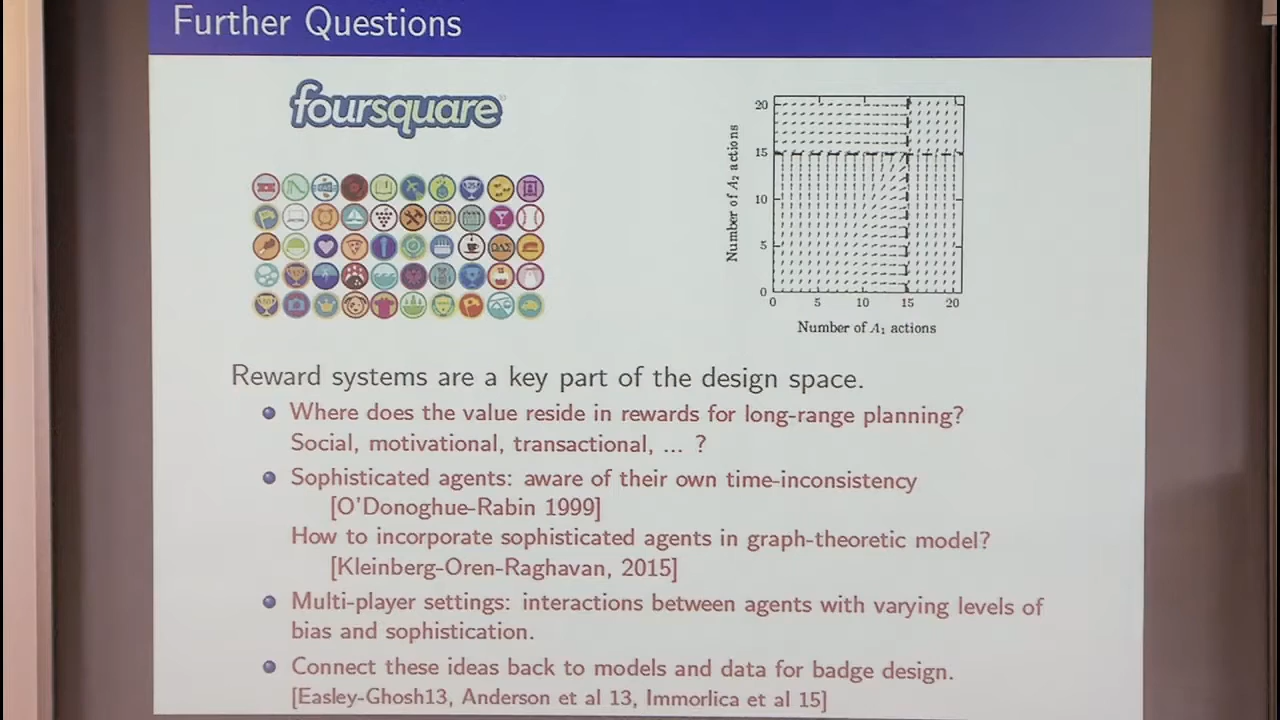 Further Questions
foursquare
20
15
10
5
0
Number of A2 actions
0 5 10 15 20
Number of A1 actions
Reward systems are a key part of the design space.
Where does the value reside in rewards for long-range planning?
Social, motivational, transactional, ... ?
Sophisticated agents: aware of their own time-inconsistency
[O'Donoghue-Rabin 1999]
How to incorporate sophisticated agents in graph-theoretic model?
[Kleinberg-Oren-Raghavan, 2015]
Multi-player settings: interactions between agents with varying levels of
bias and sophistication.
Connect these ideas back to models and data for badge design.
[Easley-Ghosh13, Anderson et al 13, Immorlica et al 15]